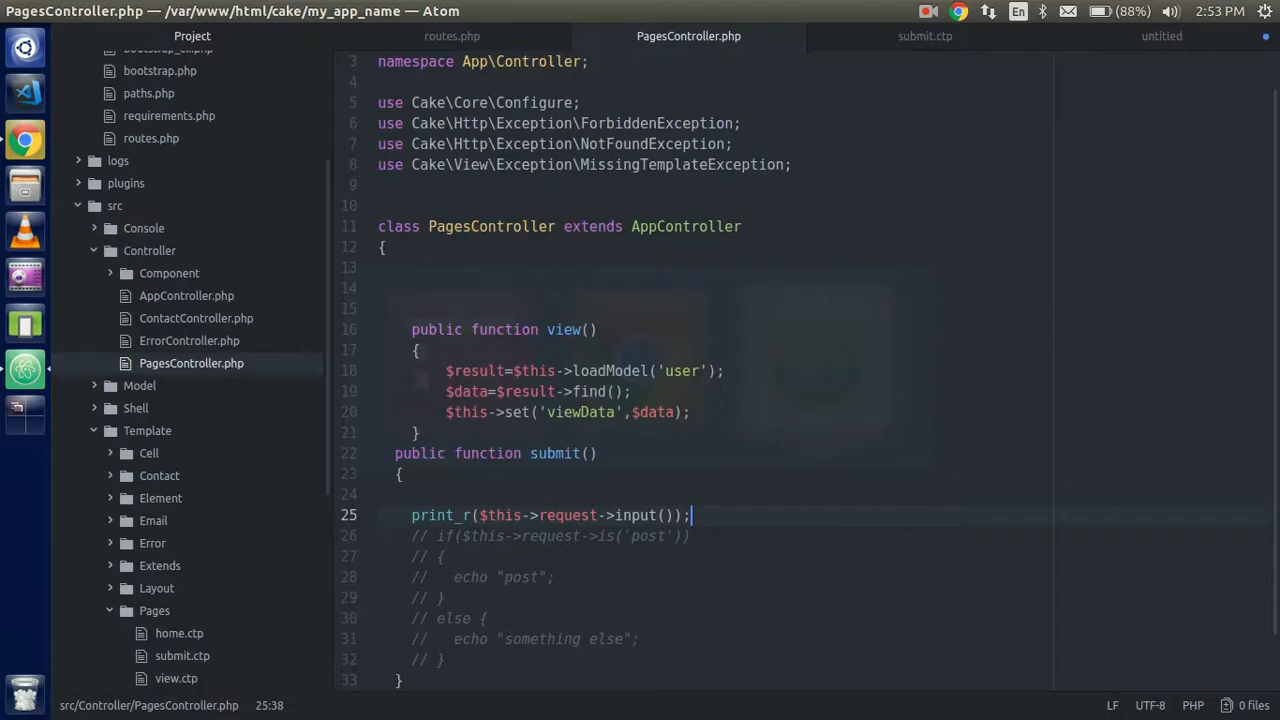 PagesController.php — /var/www/html/cake/my_app_name — Atom
En
(88%)
2:53 PM
Project
routes.php
PagesController.php
submit.ctp
untitled
bootstrap_cli.php
bootstrap.php
paths.php
requirements.php
routes.php
logs
plugins
src
Console
Controller
Component
AppController.php
ContactController.php
ErrorController.php
PagesController.php
Model
Shell
Template
Cell
Contact
Element
Email
Error
Extends
Layout
Pages
home.ctp
submit.ctp
view.ctp
3 namespace App\Controller;
4
5 use Cake\Core\Configure;
6 use Cake\Http\Exception\ForbiddenException;
7 use Cake\Http\Exception\NotFoundException;
8 use Cake\View\Exception\MissingTemplateException;
9
10
11 class PagesController extends AppController
12 {
13
14
15
16 public function view()
17 {
18 $result=$this->loadModel('user');
19 $data=$result->find();
20 $this->set('viewData',$data);
21 }
22 public function submit()
23 {
24
25 print_r($this->request->input());
26 // if($this->request->is('post'))
27 // {
28 // echo "post";
29 // }
30 // else {
31 // echo "something else";
32 // }
33 }
src/Controller/PagesController.php 25:38
LF UTF-8 PHP 0 files